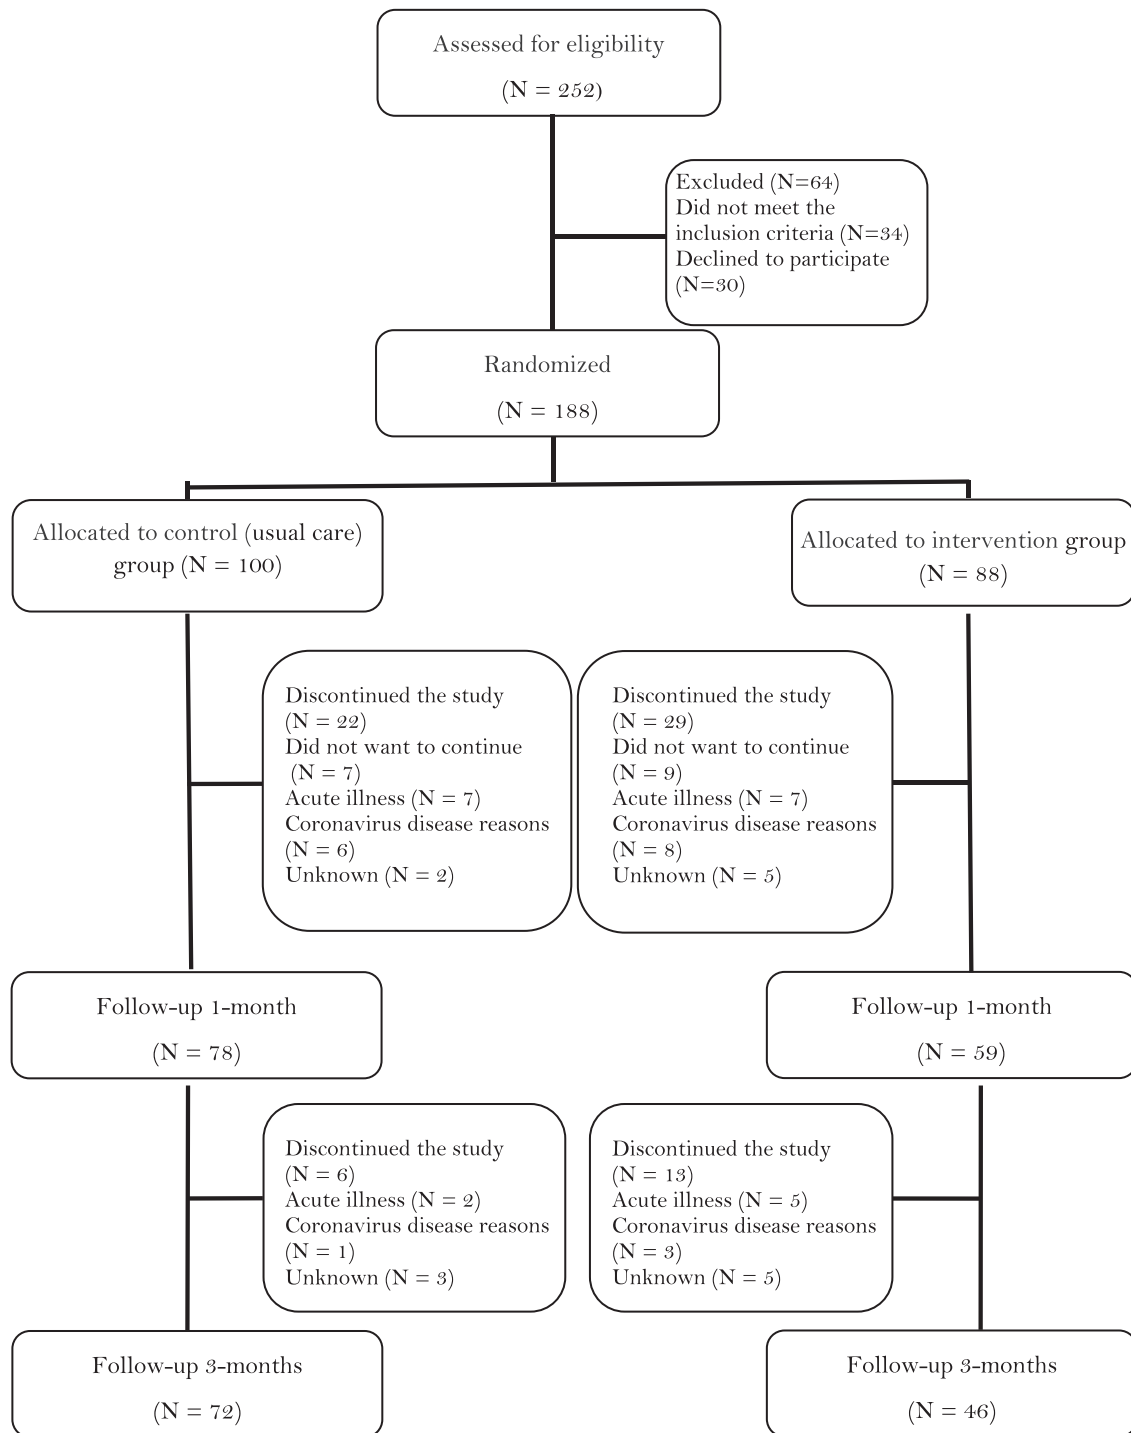 Assessed for eligibility
(N = 252)
Excluded (N=64)
Did not meet the
inclusion criteria (N=34)
Declined to participate
(N=30)
Randomized
(N = 188)
Allocated to control (usual care)
group (N = 100)
Allocated to intervention group
(N = 88)
Discontinued the study
(N = 22)
Did not want to continue
(N = 7)
Acute illness (N = 7)
Coronavirus disease reasons
(N = 6)
Unknown (N = 2)
Discontinued the study
(N = 29)
Did not want to continue
(N = 9)
Acute illness (N = 7)
Coronavirus disease reasons
(N = 8)
Unknown (N = 5)
Follow-up 1-month
(N = 78)
Follow-up 1-month
(N = 59)
Discontinued the study
(N = 6)
Acute illness (N = 2)
Coronavirus disease reasons
(N = 1)
Unknown (N = 3)
Discontinued the study
(N = 13)
Acute illness (N = 5)
Coronavirus disease reasons
(N = 3)
Unknown (N = 5)
Follow-up 3-months
(N = 72)
Follow-up 3-months
(N = 46)